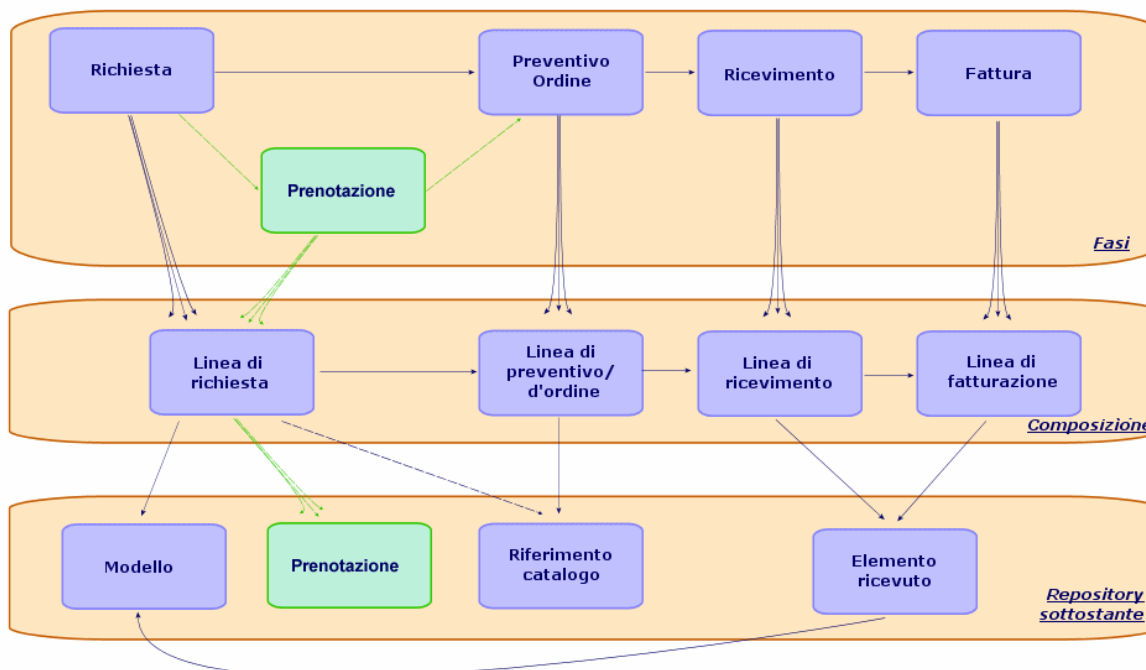 Richiesta
Preventivo
Ordine
Ricevimento
Fattura
Prenotazione
Fasi
Linea di
richiesta
Linea di
preventivo/
d'ordine
Linea di
ricevimento
Linea di
fatturazione
Composizione
Modello
Prenotazione
Riferimento
catalogo
Elemento
ricevuto
Repository
sottostante